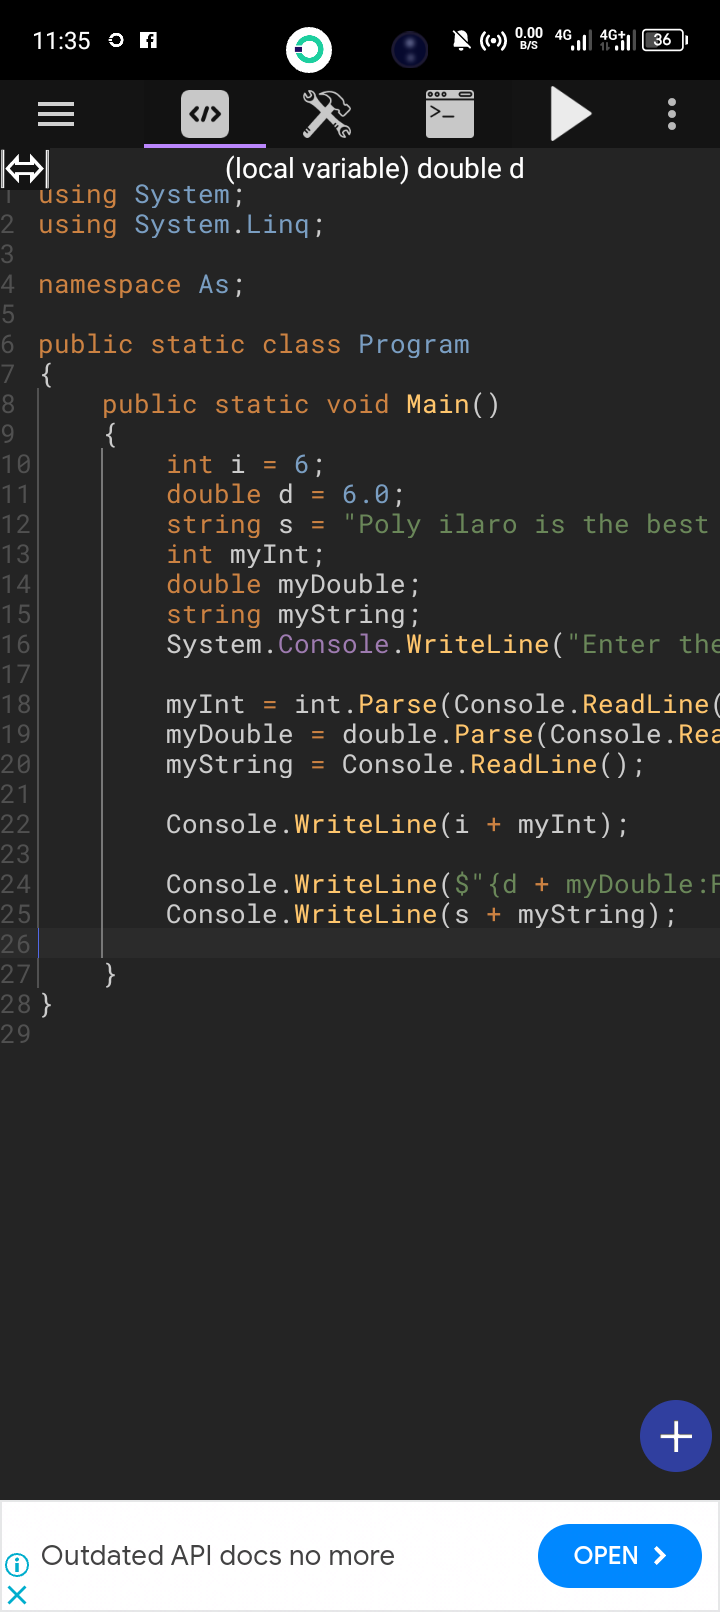 11:35
0.00 B/S 4G 4G+ 36
(local variable) double d
1 using System;
2 using System.Linq;
3
4 namespace As;
5
6 public static class Program
7 {
8 public static void Main()
9 {
10 int i = 6;
11 double d = 6.0;
12 string s = "Poly ilaro is the best
13 int myInt;
14 double myDouble;
15 string myString;
16 System.Console.WriteLine("Enter the
17
18 myInt = int.Parse(Console.ReadLine(
19 myDouble = double.Parse(Console.Rea
20 myString = Console.ReadLine();
21
22 Console.WriteLine(i + myInt);
23
24 Console.WriteLine($"{d + myDouble:F
25 Console.WriteLine(s + myString);
26
27 }
28 }
29
Outdated API docs no more
OPEN